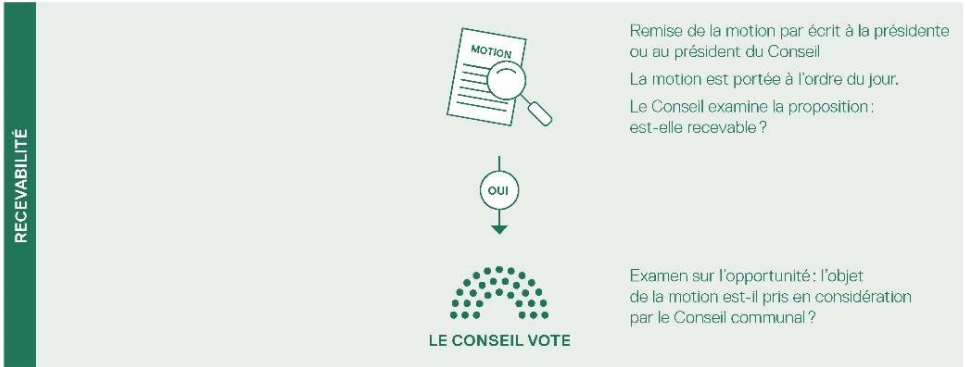 RECEVABILITÉ
MOTION
Remise de la motion par écrit à la présidente
ou au président du Conseil
La motion est portée à l'ordre du jour.
Le Conseil examine la proposition :
est-elle recevable ?
OUI
LE CONSEIL VOTE
Examen sur l'opportunité : l'objet
de la motion est-il pris en considération
par le Conseil communal ?